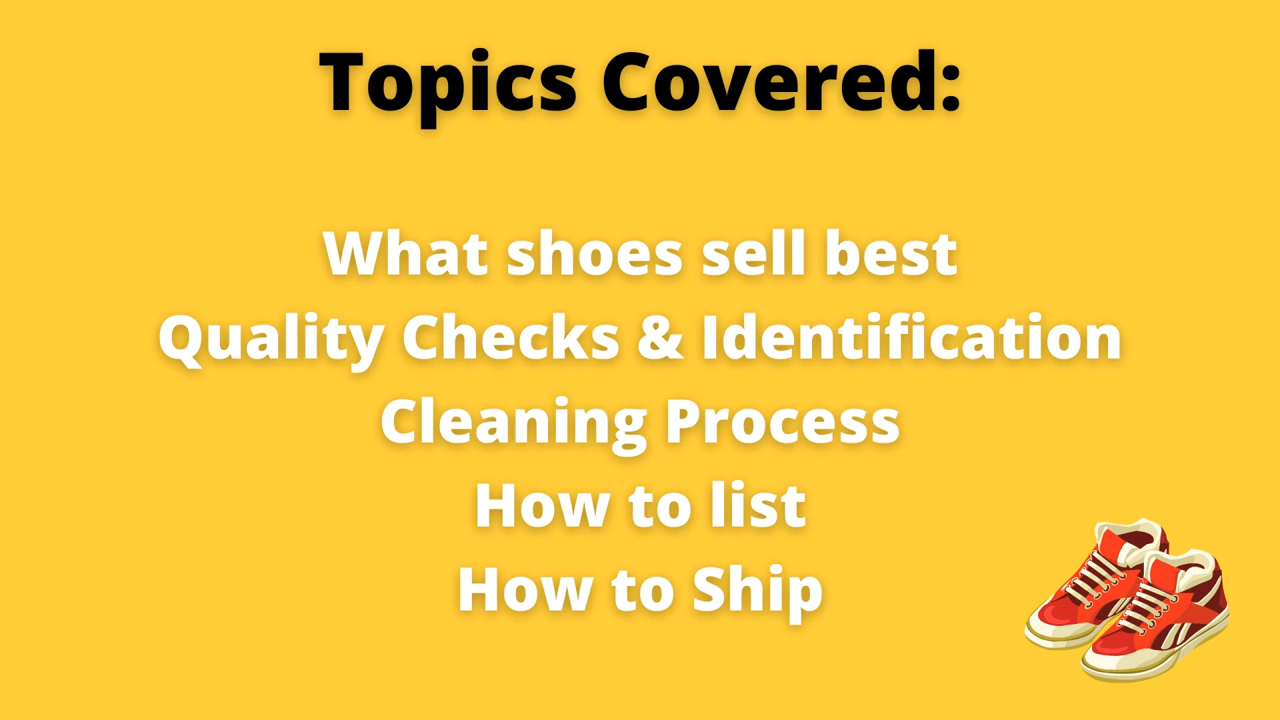 Topics Covered:
What shoes sell best
Quality Checks & Identification
Cleaning Process
How to list
How to Ship